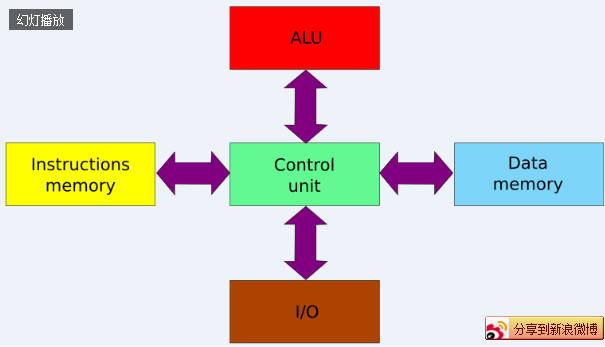 幻灯播放
ALU
Instructions
memory
Control
unit
Data
memory
I/O
分享到新浪微博